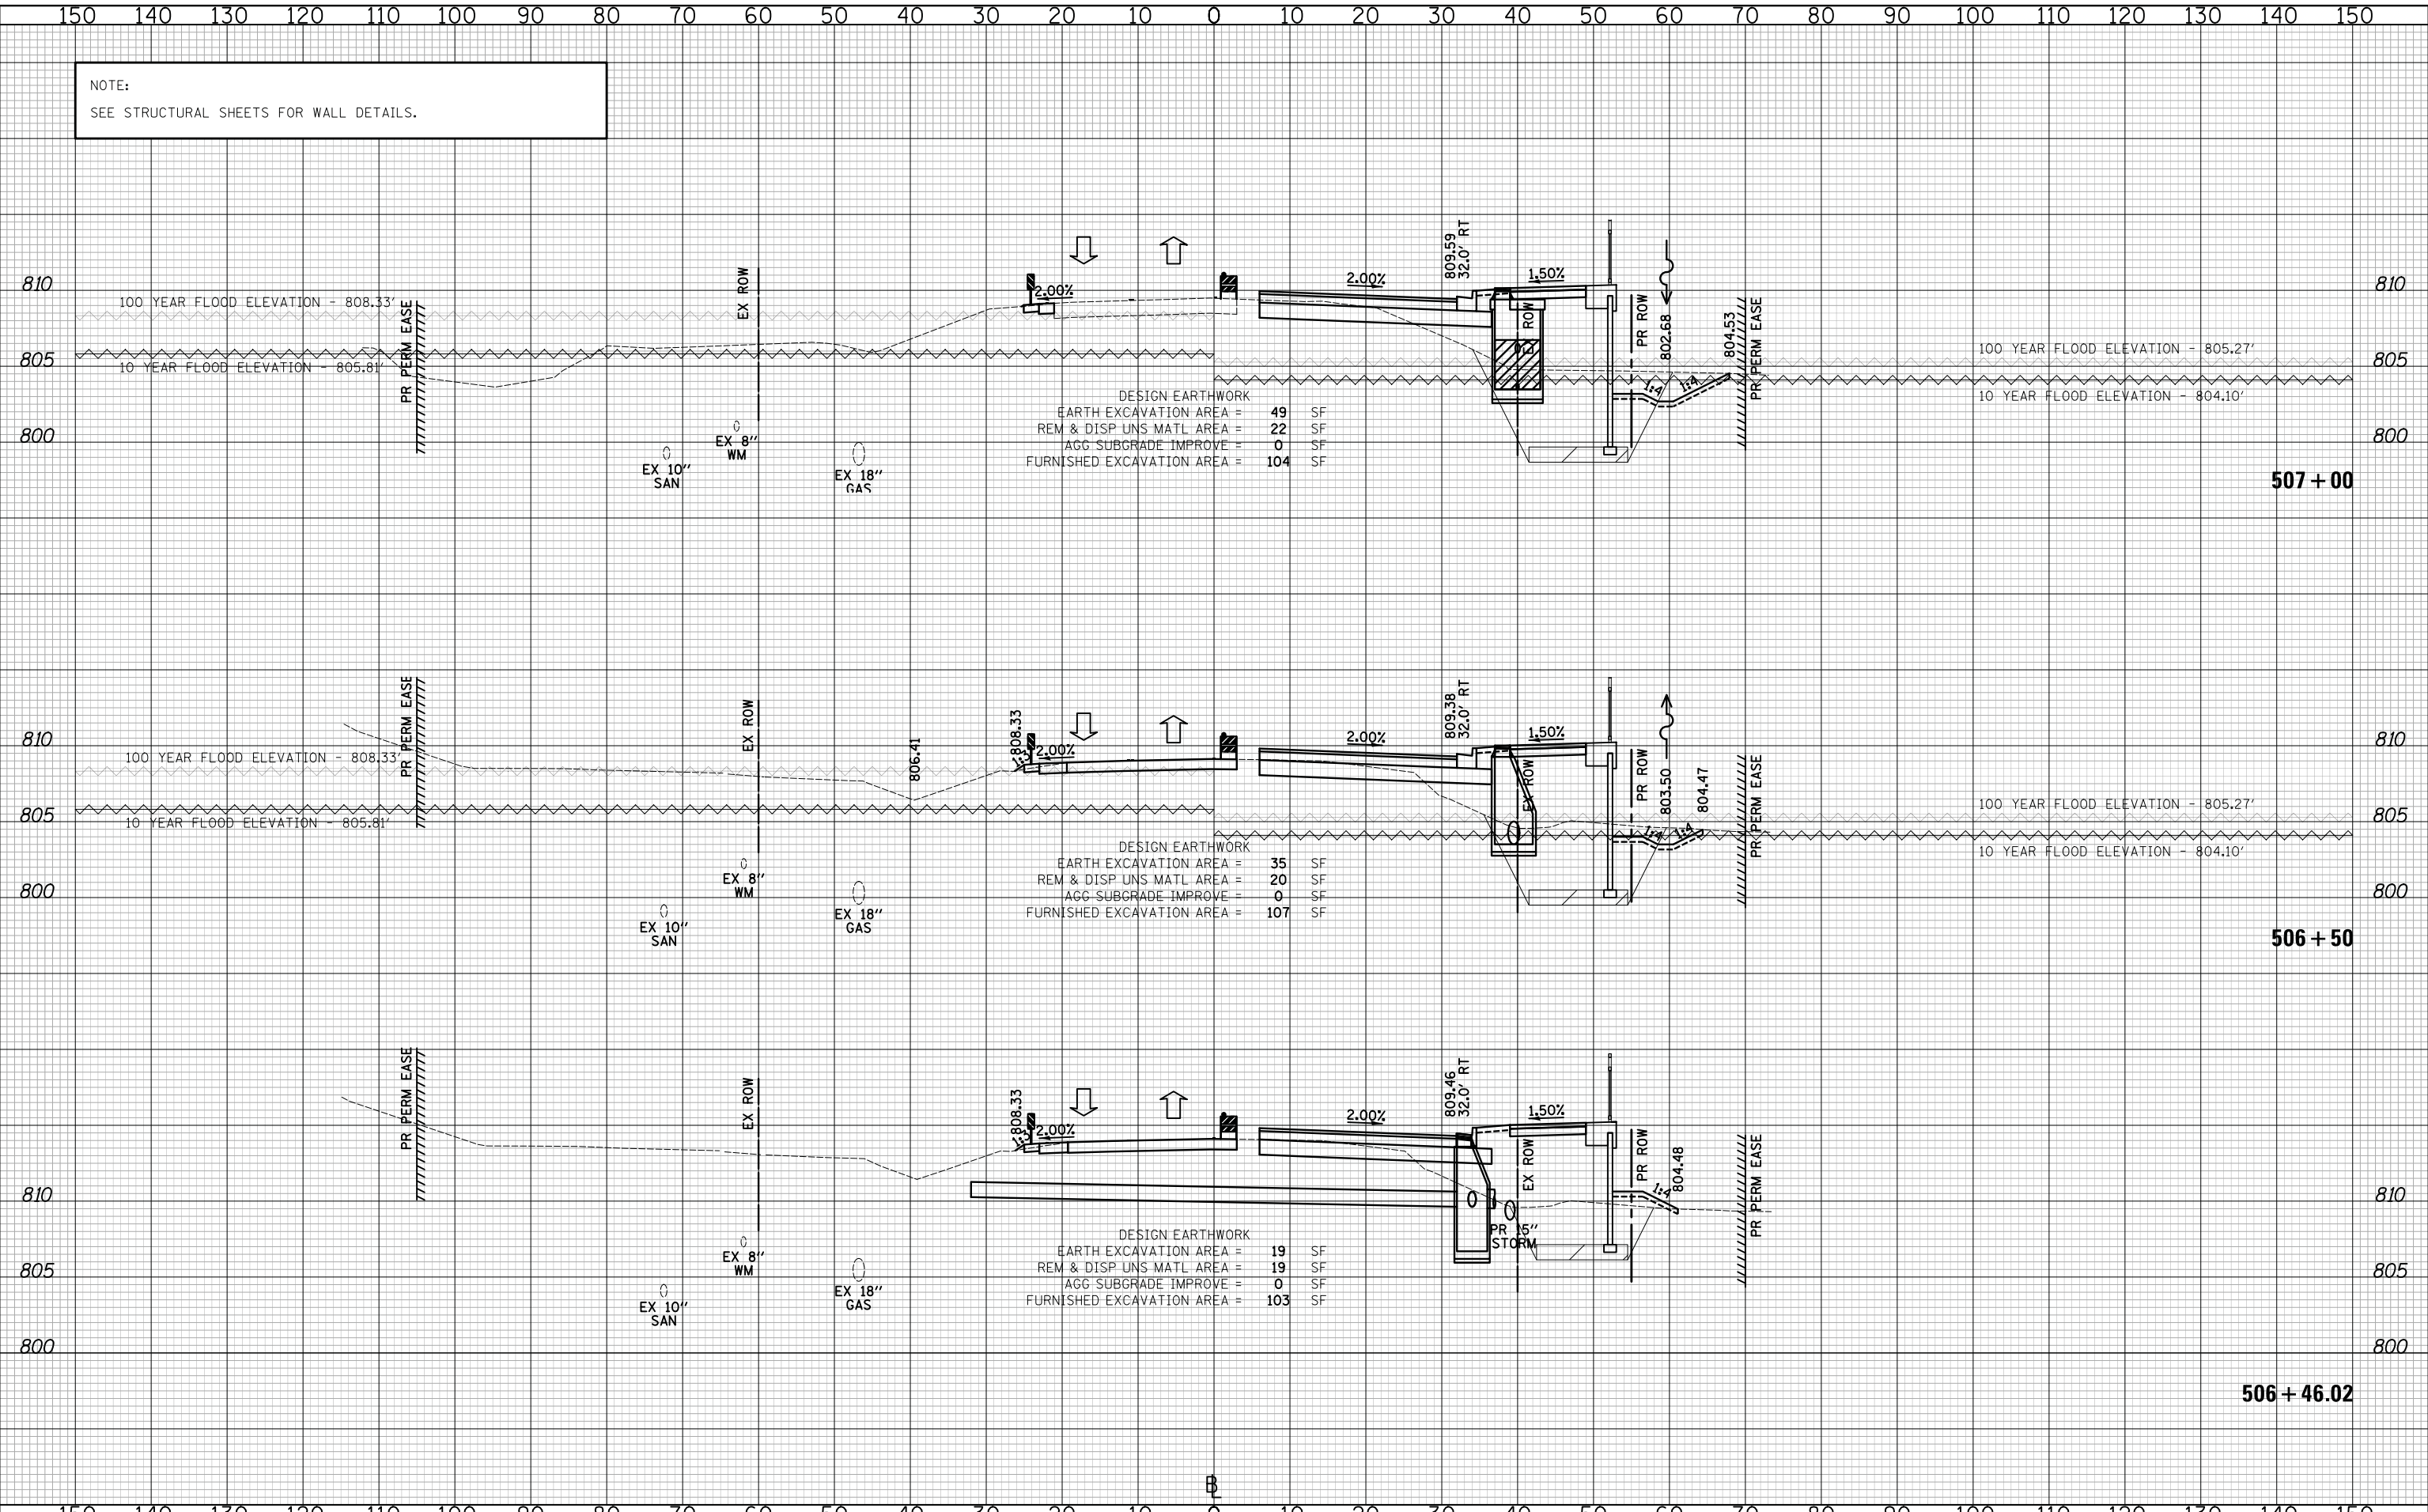 150 140 130 120 110 100 90 80 70 60 50 40 30 20 10 0 10 20 30 40 50 60 70 80 90 100 110 120 130 140 150
NOTE:
SEE STRUCTURAL SHEETS FOR WALL DETAILS.
809.59
32.0' RT
EX ROW
2.00%
2.00%
1.50%
810
810
100 YEAR FLOOD ELEVATION - 808.33'
PR PERM EASE
EX ROW
PR ROW
802.68
804.53
PR PERM EASE
100 YEAR FLOOD ELEVATION - 805.27'
805
805
10 YEAR FLOOD ELEVATION - 805.81'
1:4
1:4
10 YEAR FLOOD ELEVATION - 804.10'
DESIGN EARTHWORK
EARTH EXCAVATION AREA = 49 SF
REM & DISP UNS MATL AREA = 22 SF
AGG SUBGRADE IMPROVE = 0 SF
FURNISHED EXCAVATION AREA = 104 SF
800
800
EX 8"
WM
EX 10"
SAN
EX 18"
GAS
507+00
809.38
32.0' RT
PR PERM EASE
EX ROW
806.41
808.33
1:3
2.00%
2.00%
1.50%
810
810
100 YEAR FLOOD ELEVATION - 808.33'
EX ROW
PR ROW
803.50
804.47
PR PERM EASE
100 YEAR FLOOD ELEVATION - 805.27'
805
805
10 YEAR FLOOD ELEVATION - 805.81'
1:4
1:4
10 YEAR FLOOD ELEVATION - 804.10'
DESIGN EARTHWORK
EARTH EXCAVATION AREA = 35 SF
REM & DISP UNS MATL AREA = 20 SF
AGG SUBGRADE IMPROVE = 0 SF
FURNISHED EXCAVATION AREA = 107 SF
800
800
EX 8"
WM
EX 18"
GAS
EX 10"
SAN
506+50
809.46
32.0' RT
PR PERM EASE
EX ROW
808.33
1:3
2.00%
2.00%
1.50%
EX ROW
PR ROW
804.48
PR PERM EASE
1:4
810
810
PR 15"
STORM
DESIGN EARTHWORK
EARTH EXCAVATION AREA = 19 SF
REM & DISP UNS MATL AREA = 19 SF
AGG SUBGRADE IMPROVE = 0 SF
FURNISHED EXCAVATION AREA = 103 SF
805
805
EX 8"
WM
EX 18"
GAS
EX 10"
SAN
800
800
506+46.02
150 140 130 120 110 100 90 80 70 60 50 40 30 20 10 0 10 20 30 40 50 60 70 80 90 100 110 120 130 140 150